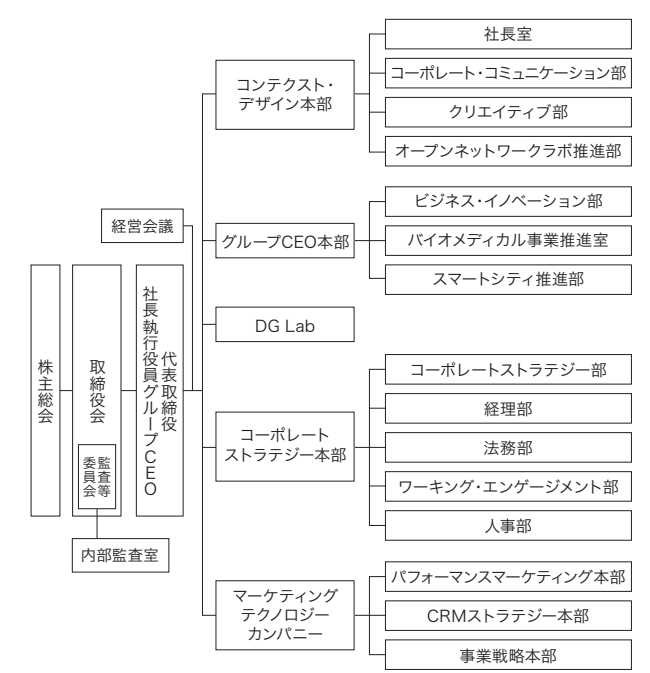 株主総会
取締役会
監査等
委員会
内部監査室
代表取締役
社長執行役員グループCEO
経営会議
コンテクスト・
デザイン本部
社長室
コーポレート・コミュニケーション部
クリエイティブ部
オープンネットワークラボ推進部
グループCEO本部
ビジネス・イノベーション部
バイオメディカル事業推進室
スマートシティ推進部
DG Lab
コーポレート
ストラテジー本部
コーポレートストラテジー部
経理部
法務部
ワーキング・エンゲージメント部
人事部
マーケティング
テクノロジー
カンパニー
パフォーマンスマーケティング本部
CRMストラテジー本部
事業戦略本部